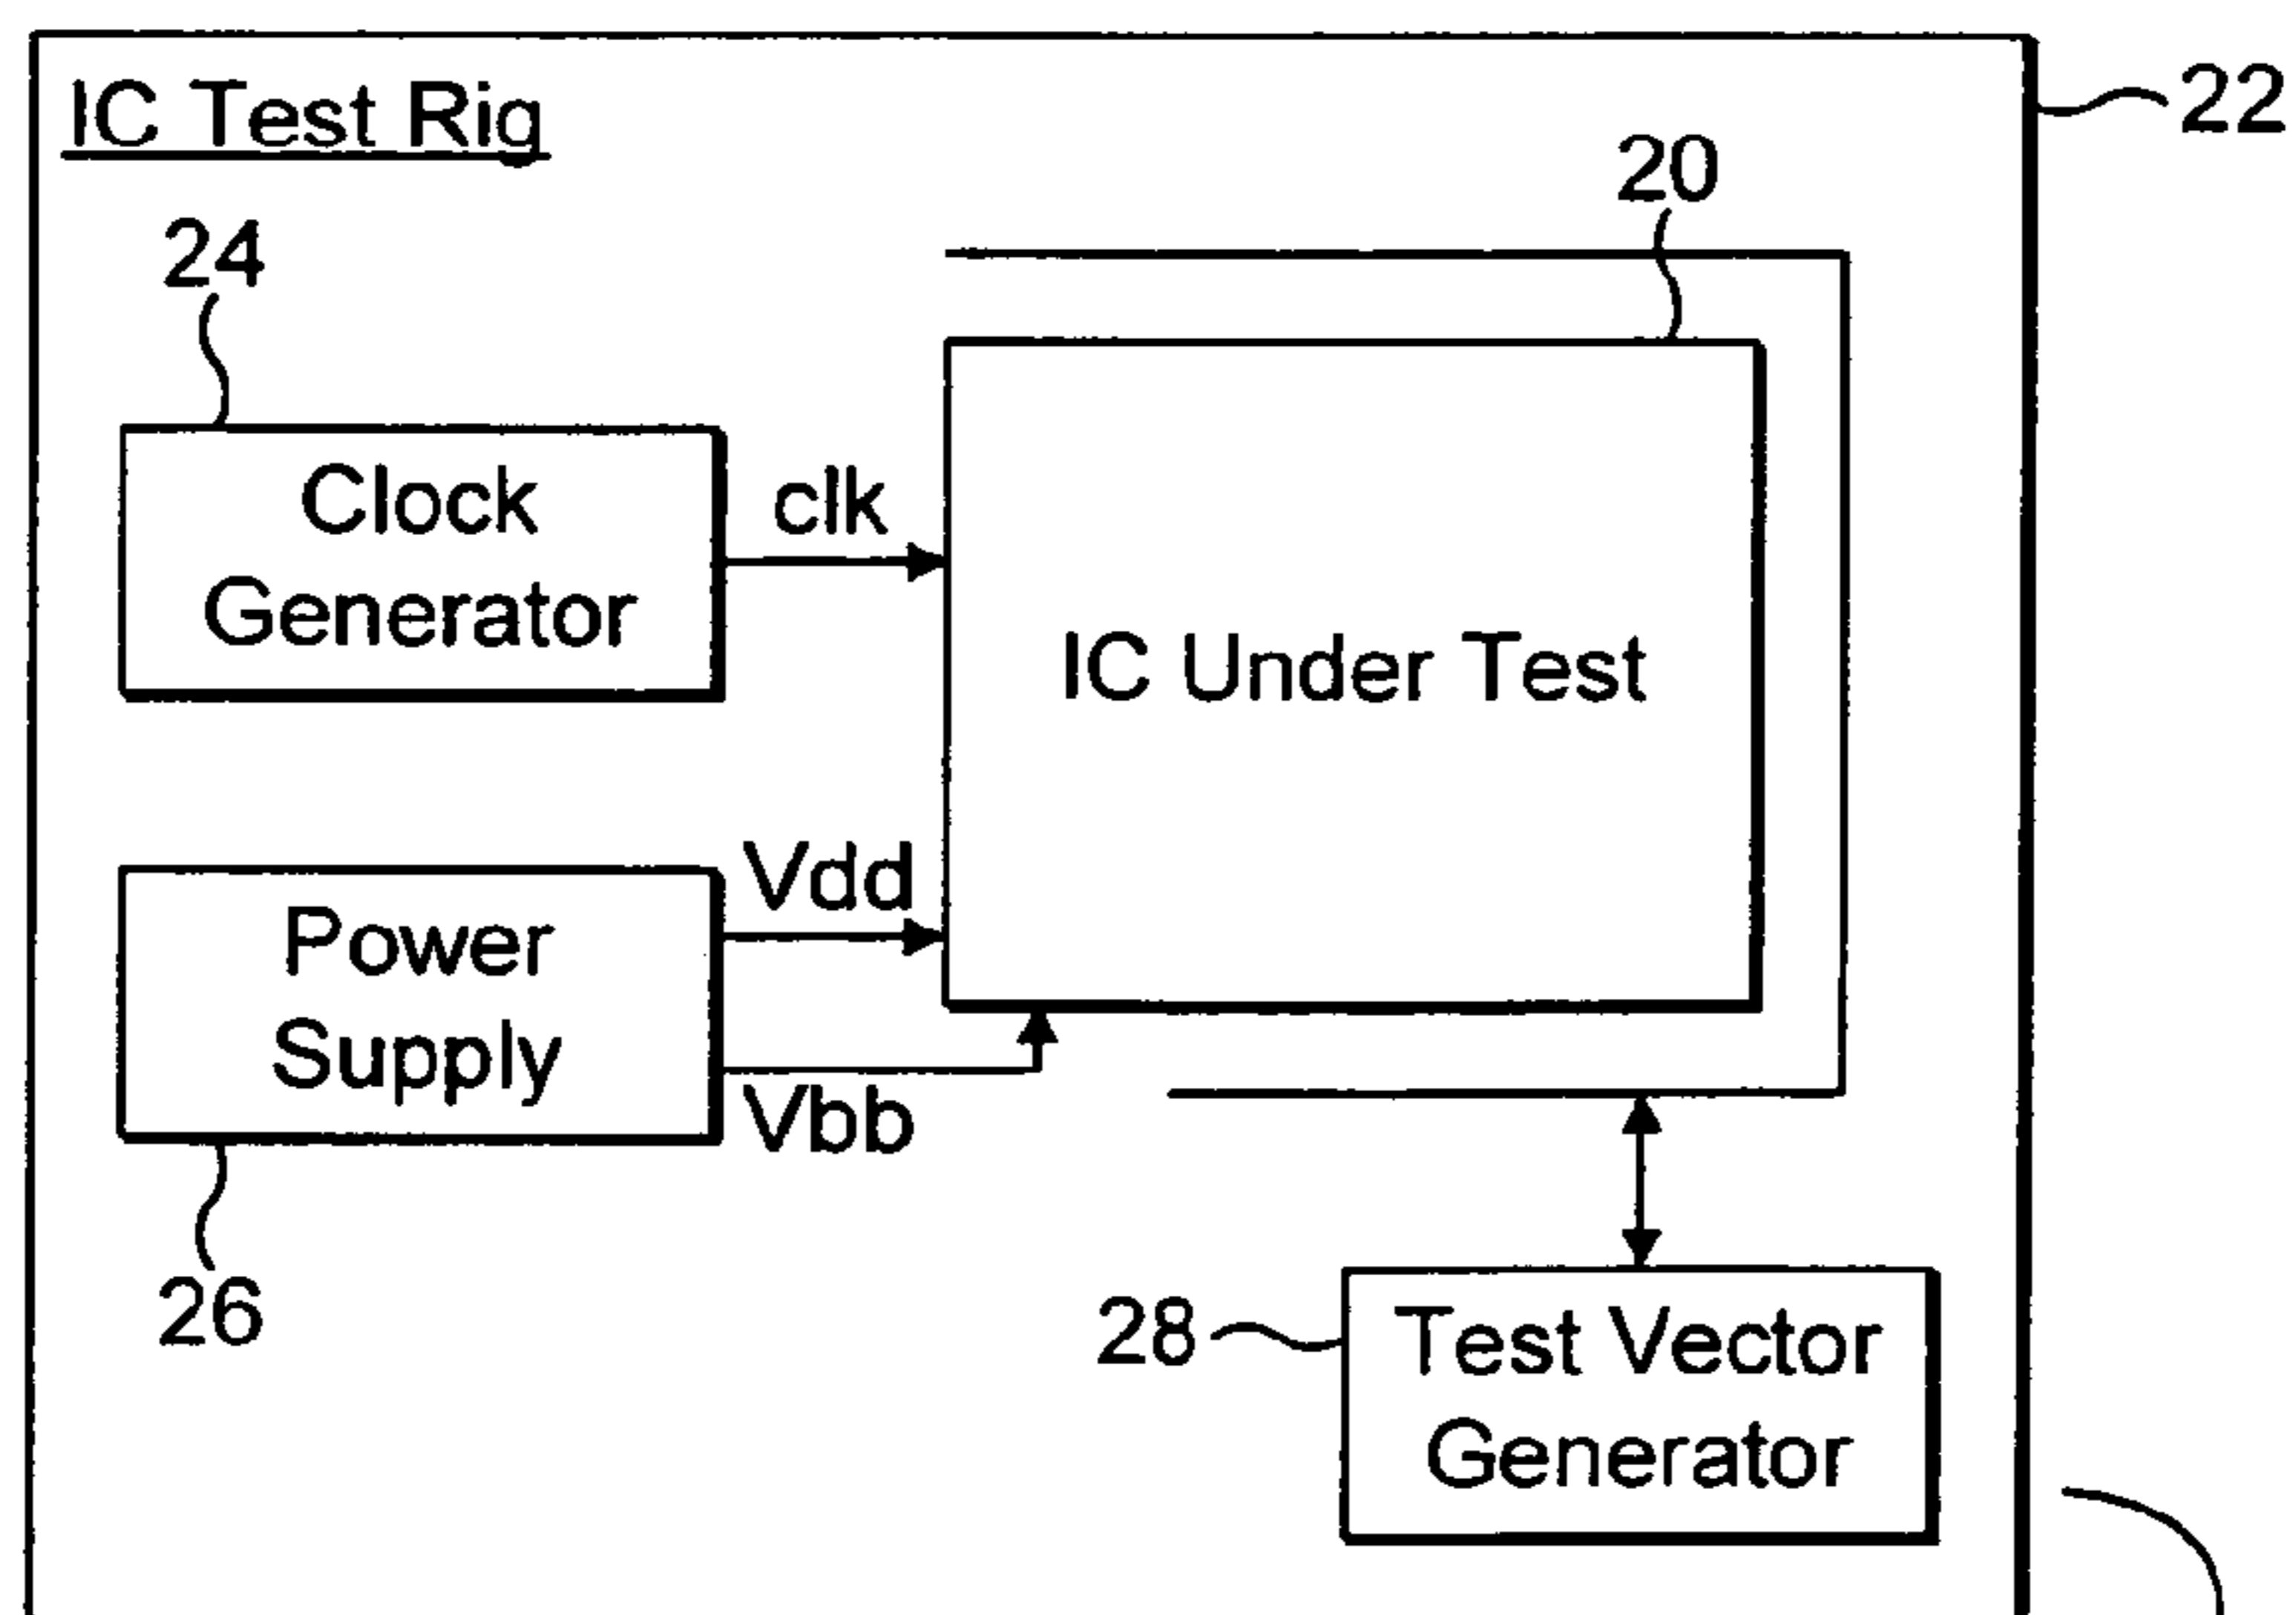 IC Test Rig
22
20
24
Clock
Generator
clk
IC Under Test
Power
Supply
Vdd
Vbb
26
28
Test Vector
Generator